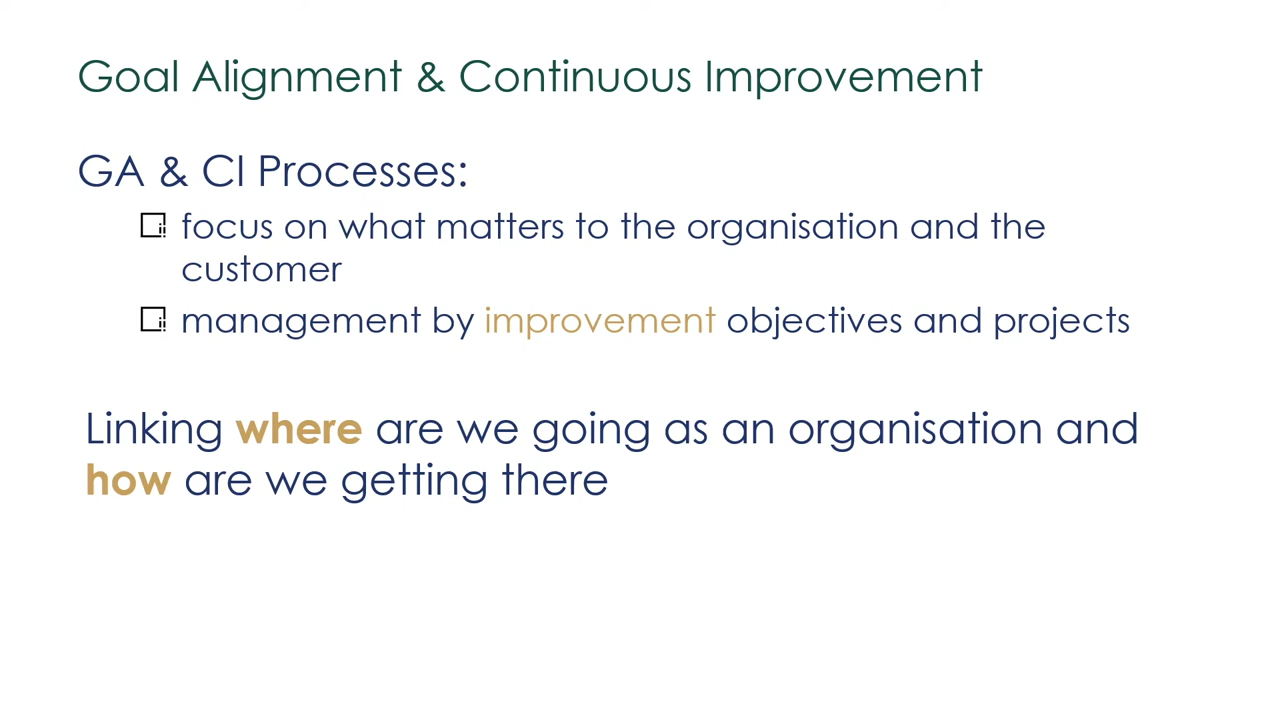 Goal Alignment & Continuous Improvement
GA & CI Processes:
focus on what matters to the organisation and the
customer
management by improvement objectives and projects
Linking where are we going as an organisation and
how are we getting there